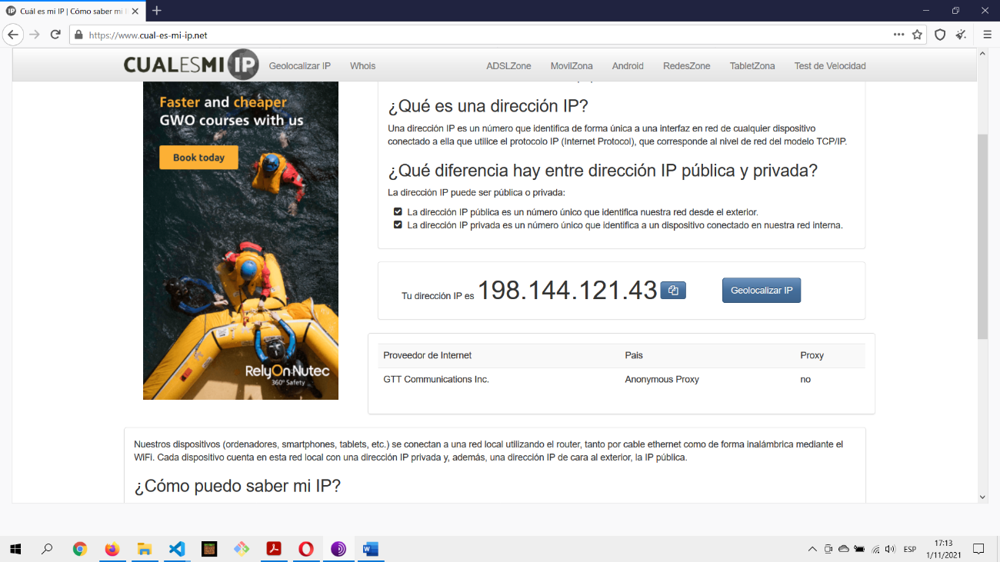 Cuál es mi IP | Cómo saber mi
https://www.cual-es-mi-ip.net
CUALESMI IP
Geolocalizar IP
Whois
ADSLZone
MovilZona
Android
RedesZone
TabletZona
Test de Velocidad
Faster and cheaper
GWO courses with us
Book today
RelyOn Nutec
360° Safety
¿Qué es una dirección IP?
Una dirección IP es un número que identifica de forma única a una interfaz en red de cualquier dispositivo
conectado a ella que utilice el protocolo IP (Internet Protocol), que corresponde al nivel de red del modelo TCP/IP.
¿Qué diferencia hay entre dirección IP pública y privada?
La dirección IP puede ser pública o privada:
La dirección IP pública es un número único que identifica nuestra red desde el exterior.
La dirección IP privada es un número único que identifica a un dispositivo conectado en nuestra red interna.
Tu dirección IP es 198.144.121.43
Geolocalizar IP
Proveedor de Internet
Pais
Proxy
GTT Communications Inc.
Anonymous Proxy
no
Nuestros dispositivos (ordenadores, smartphones, tablets, etc.) se conectan a una red local utilizando el router, tanto por cable ethernet como de forma inalámbrica mediante el
WiFi. Cada dispositivo cuenta en esta red local con una dirección IP privada y, además, una dirección IP de cara al exterior, la IP pública.
¿Cómo puedo saber mi IP?
ESP
17:13
1/11/2021